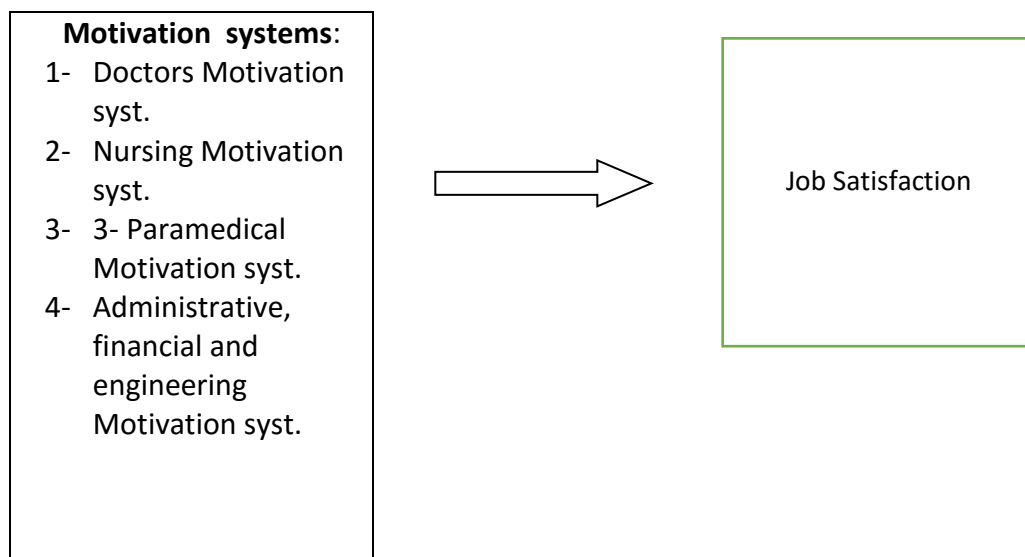 Motivation systems:
1- Doctors Motivation
syst.
2- Nursing Motivation
syst.
3- 3- Paramedical
Motivation syst.
4- Administrative,
financial and
engineering
Motivation syst.
Job Satisfaction